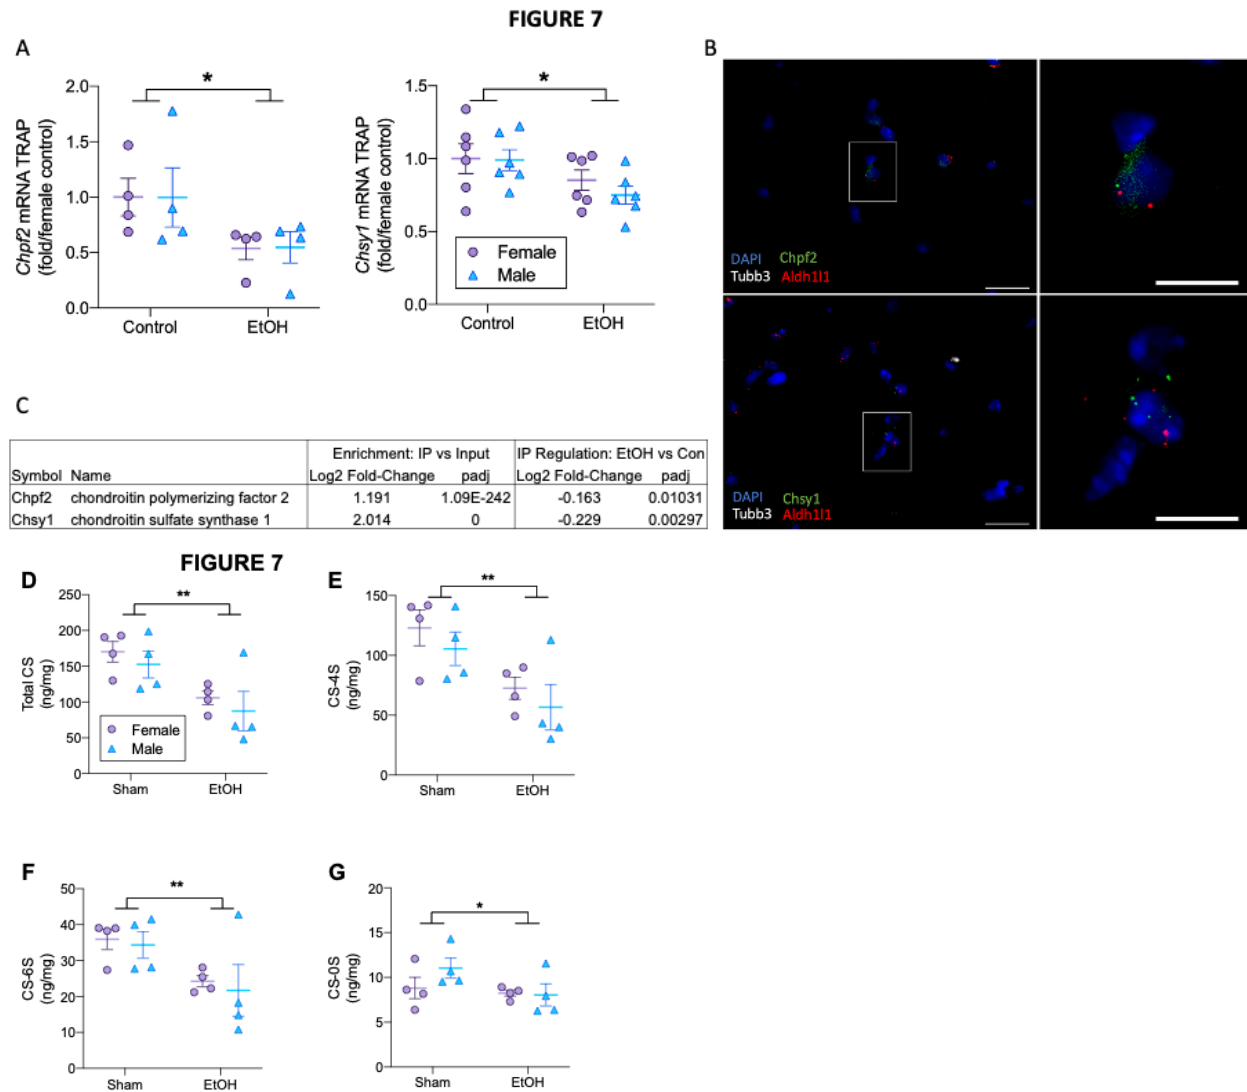 FIGURE 7
A
Chpf2 mRNA TRAP
(fold/female control)
2.0
1.5
1.0
0.5
0.0
*
Control
EtOH
Chsy1 mRNA TRAP
(fold/female control)
1.5
1.0
0.5
0.0
*
Female
Male
Control
EtOH
B
DAPI Chpf2
Tubb3 Aldh1l1
DAPI Chsy1
Tubb3 Aldh1l1
C
Enrichment: IP vs Input IP Regulation: EtOH vs Con
Symbol Name Log2 Fold-Change padj Log2 Fold-Change padj
Chpf2 chondroitin polymerizing factor 2 1.191 1.09E-242 -0.163 0.01031
Chsy1 chondroitin sulfate synthase 1 2.014 0 -0.229 0.00297
FIGURE 7
D
Total CS
(ng/mg)
250
200
150
100
50
0
**
Female
Male
Sham
EtOH
E
CS-4S
(ng/mg)
150
100
50
0
**
Sham
EtOH
F
CS-6S
(ng/mg)
50
40
30
20
10
0
**
Sham
EtOH
G
CS-0S
(ng/mg)
20
15
10
5
0
*
Sham
EtOH